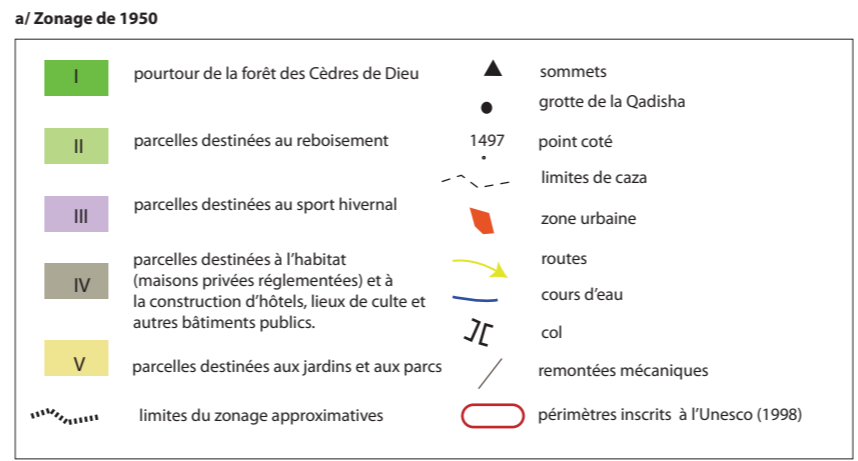 a/ Zonage de 1950
I
pourtour de la forêt des Cèdres de Dieu
II
parcelles destinées au reboisement
III
parcelles destinées au sport hivernal
IV
parcelles destinées à l'habitat
(maisons privées réglementées) et à
la construction d'hôtels, lieux de culte et
autres bâtiments publics.
V
parcelles destinées aux jardins et aux parcs
limites du zonage approximatives
sommets
grotte de la Qadisha
1497
point coté
limites de caza
zone urbaine
routes
cours d'eau
col
remontées mécaniques
périmètres inscrits à l'Unesco (1998)